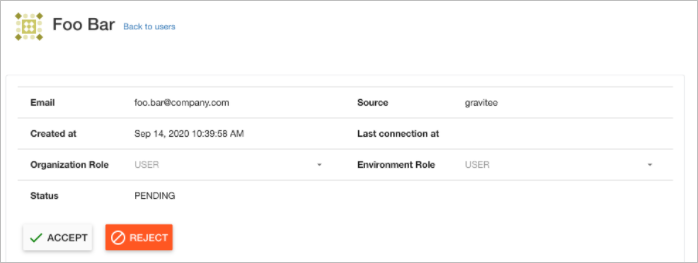 Foo Bar Back to users
Email foo.bar@company.com Source gravitee
Created at Sep 14, 2020 10:39:58 AM Last connection at
Organization Role USER Environment Role USER
Status PENDING
ACCEPT REJECT